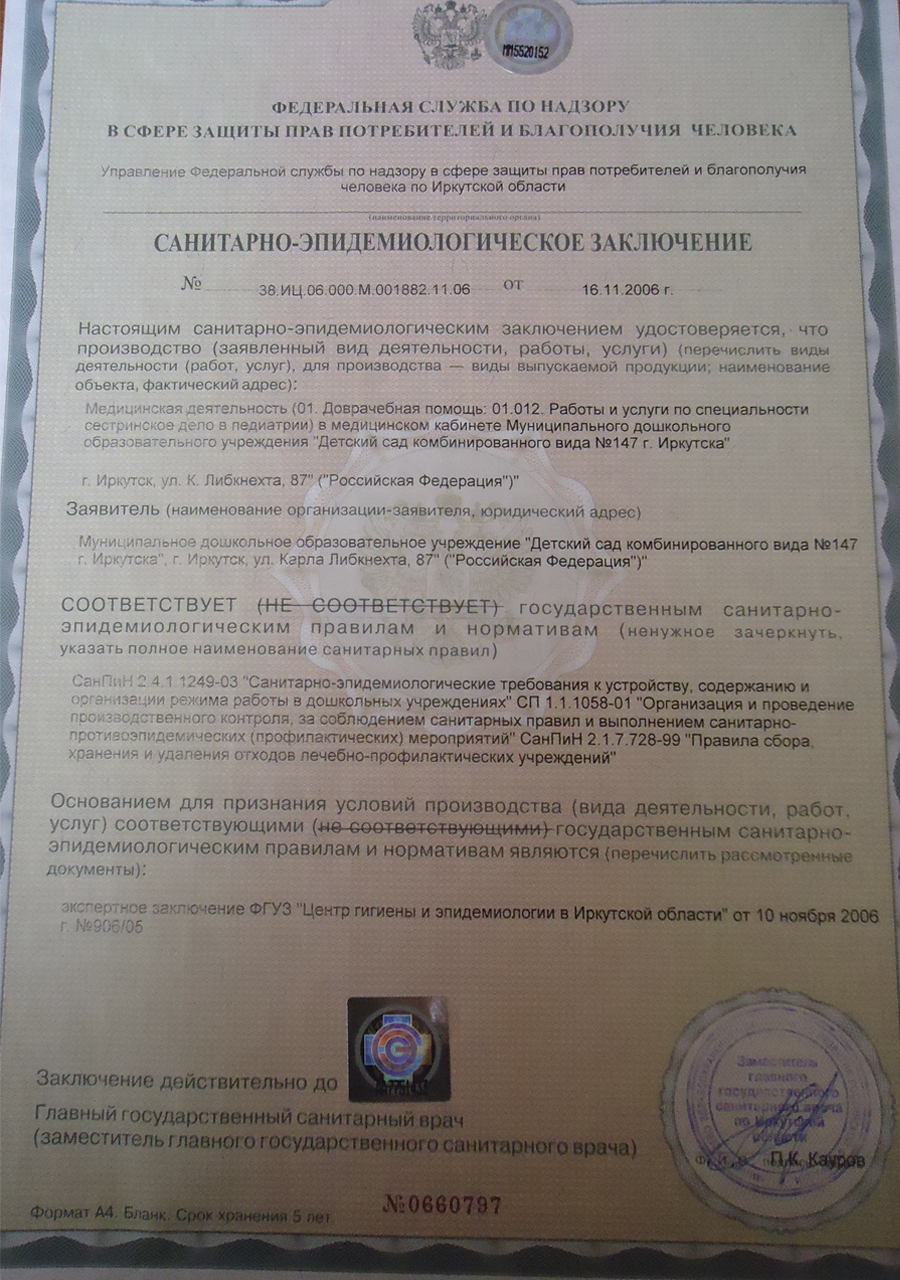 ММ5520152
ФЕДЕРАЛЬНАЯ СЛУЖБА ПО НАДЗОРУ
В СФЕРЕ ЗАЩИТЫ ПРАВ ПОТРЕБИТЕЛЕЙ И БЛАГОПОЛУЧИЯ ЧЕЛОВЕКА
Управление Федеральной службы по надзору в сфере защиты прав потребителей и благополучия
человека по Иркутской области
(наименование территориального органа)
САНИТАРНО-ЭПИДЕМИОЛОГИЧЕСКОЕ ЗАКЛЮЧЕНИЕ
№ 38.ИЦ.06.000.М.001882.11.06 от 16.11.2006 г.
Настоящим санитарно-эпидемиологическим заключением удостоверяется, что
производство (заявленный вид деятельности, работы, услуги) (перечислить виды
деятельности (работ, услуг), для производства — виды выпускаемой продукции; наименование
объекта, фактический адрес):
Медицинская деятельность (01. Доврачебная помощь: 01.012. Работы и услуги по специальности
сестринское дело в педиатрии) в медицинском кабинете Муниципального дошкольного
образовательного учреждения "Детский сад комбинированного вида №147 г. Иркутска"
г. Иркутск, ул. К. Либкнехта, 87" ("Российская Федерация")"
Заявитель (наименование организации-заявителя, юридический адрес)
Муниципальное дошкольное образовательное учреждение "Детский сад комбинированного вида №147
г. Иркутска", г. Иркутск, ул. Карла Либкнехта, 87" ("Российская Федерация")"
СООТВЕТСТВУЕТ (НЕ СООТВЕТСТВУЕТ) государственным санитарно-
эпидемиологическим правилам и нормативам (ненужное зачеркнуть,
указать полное наименование санитарных правил)
СанПиН 2.4.1.1249-03 "Санитарно-эпидемиологические требования к устройству, содержанию и
организации режима работы в дошкольных учреждениях" СП 1.1.1058-01 "Организация и проведение
производственного контроля, за соблюдением санитарных правил и выполнением санитарно-
противоэпидемических (профилактических) мероприятий" СанПиН 2.1.7.728-99 "Правила сбора,
хранения и удаления отходов лечебно-профилактических учреждений"
Основанием для признания условий производства (вида деятельности, работ,
услуг) соответствующими (не соответствующими) государственным санитарно-
эпидемиологическим правилам и нормативам являются (перечислить рассмотренные
документы):
экспертное заключение ФГУЗ "Центр гигиены и эпидемиологии в Иркутской области" от 10 ноября 2006
г. №906/05
Заключение действительно до
Главный государственный санитарный врач
(заместитель главного государственного санитарного врача)
Заместитель
главного
государственного
санитарного врача
по Иркутской
области
П.К. Кауров
Формат А4. Бланк. Срок хранения 5 лет.
№0660797